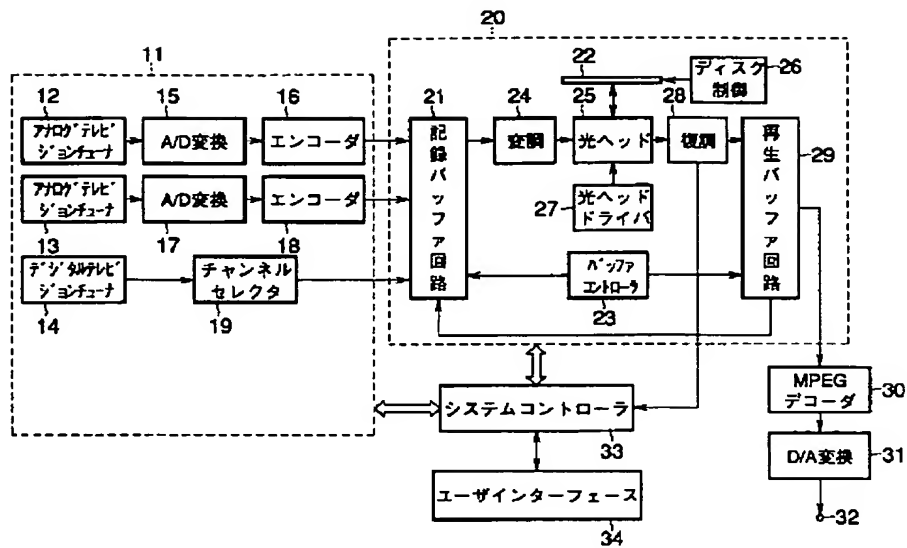 20
11
12
15
16
アナログテレビ
ジョンチューナ
A/D変換
エンコーダ
アナログテレビ
ジョンチューナ
A/D変換
エンコーダ
13
17
18
デジタルテレビ
ジョンチューナ
チャンネル
セレクタ
14
19
21
記録バッファ回路
24
変調
22
25
光ヘッド
28
復調
ディスク
制御
26
27
光ヘッド
ドライバ
バッファ
コントローラ
23
再生バッファ回路
29
MPEG
デコーダ
30
D/A変換
31
32
システムコントローラ
33
ユーザインターフェース
34